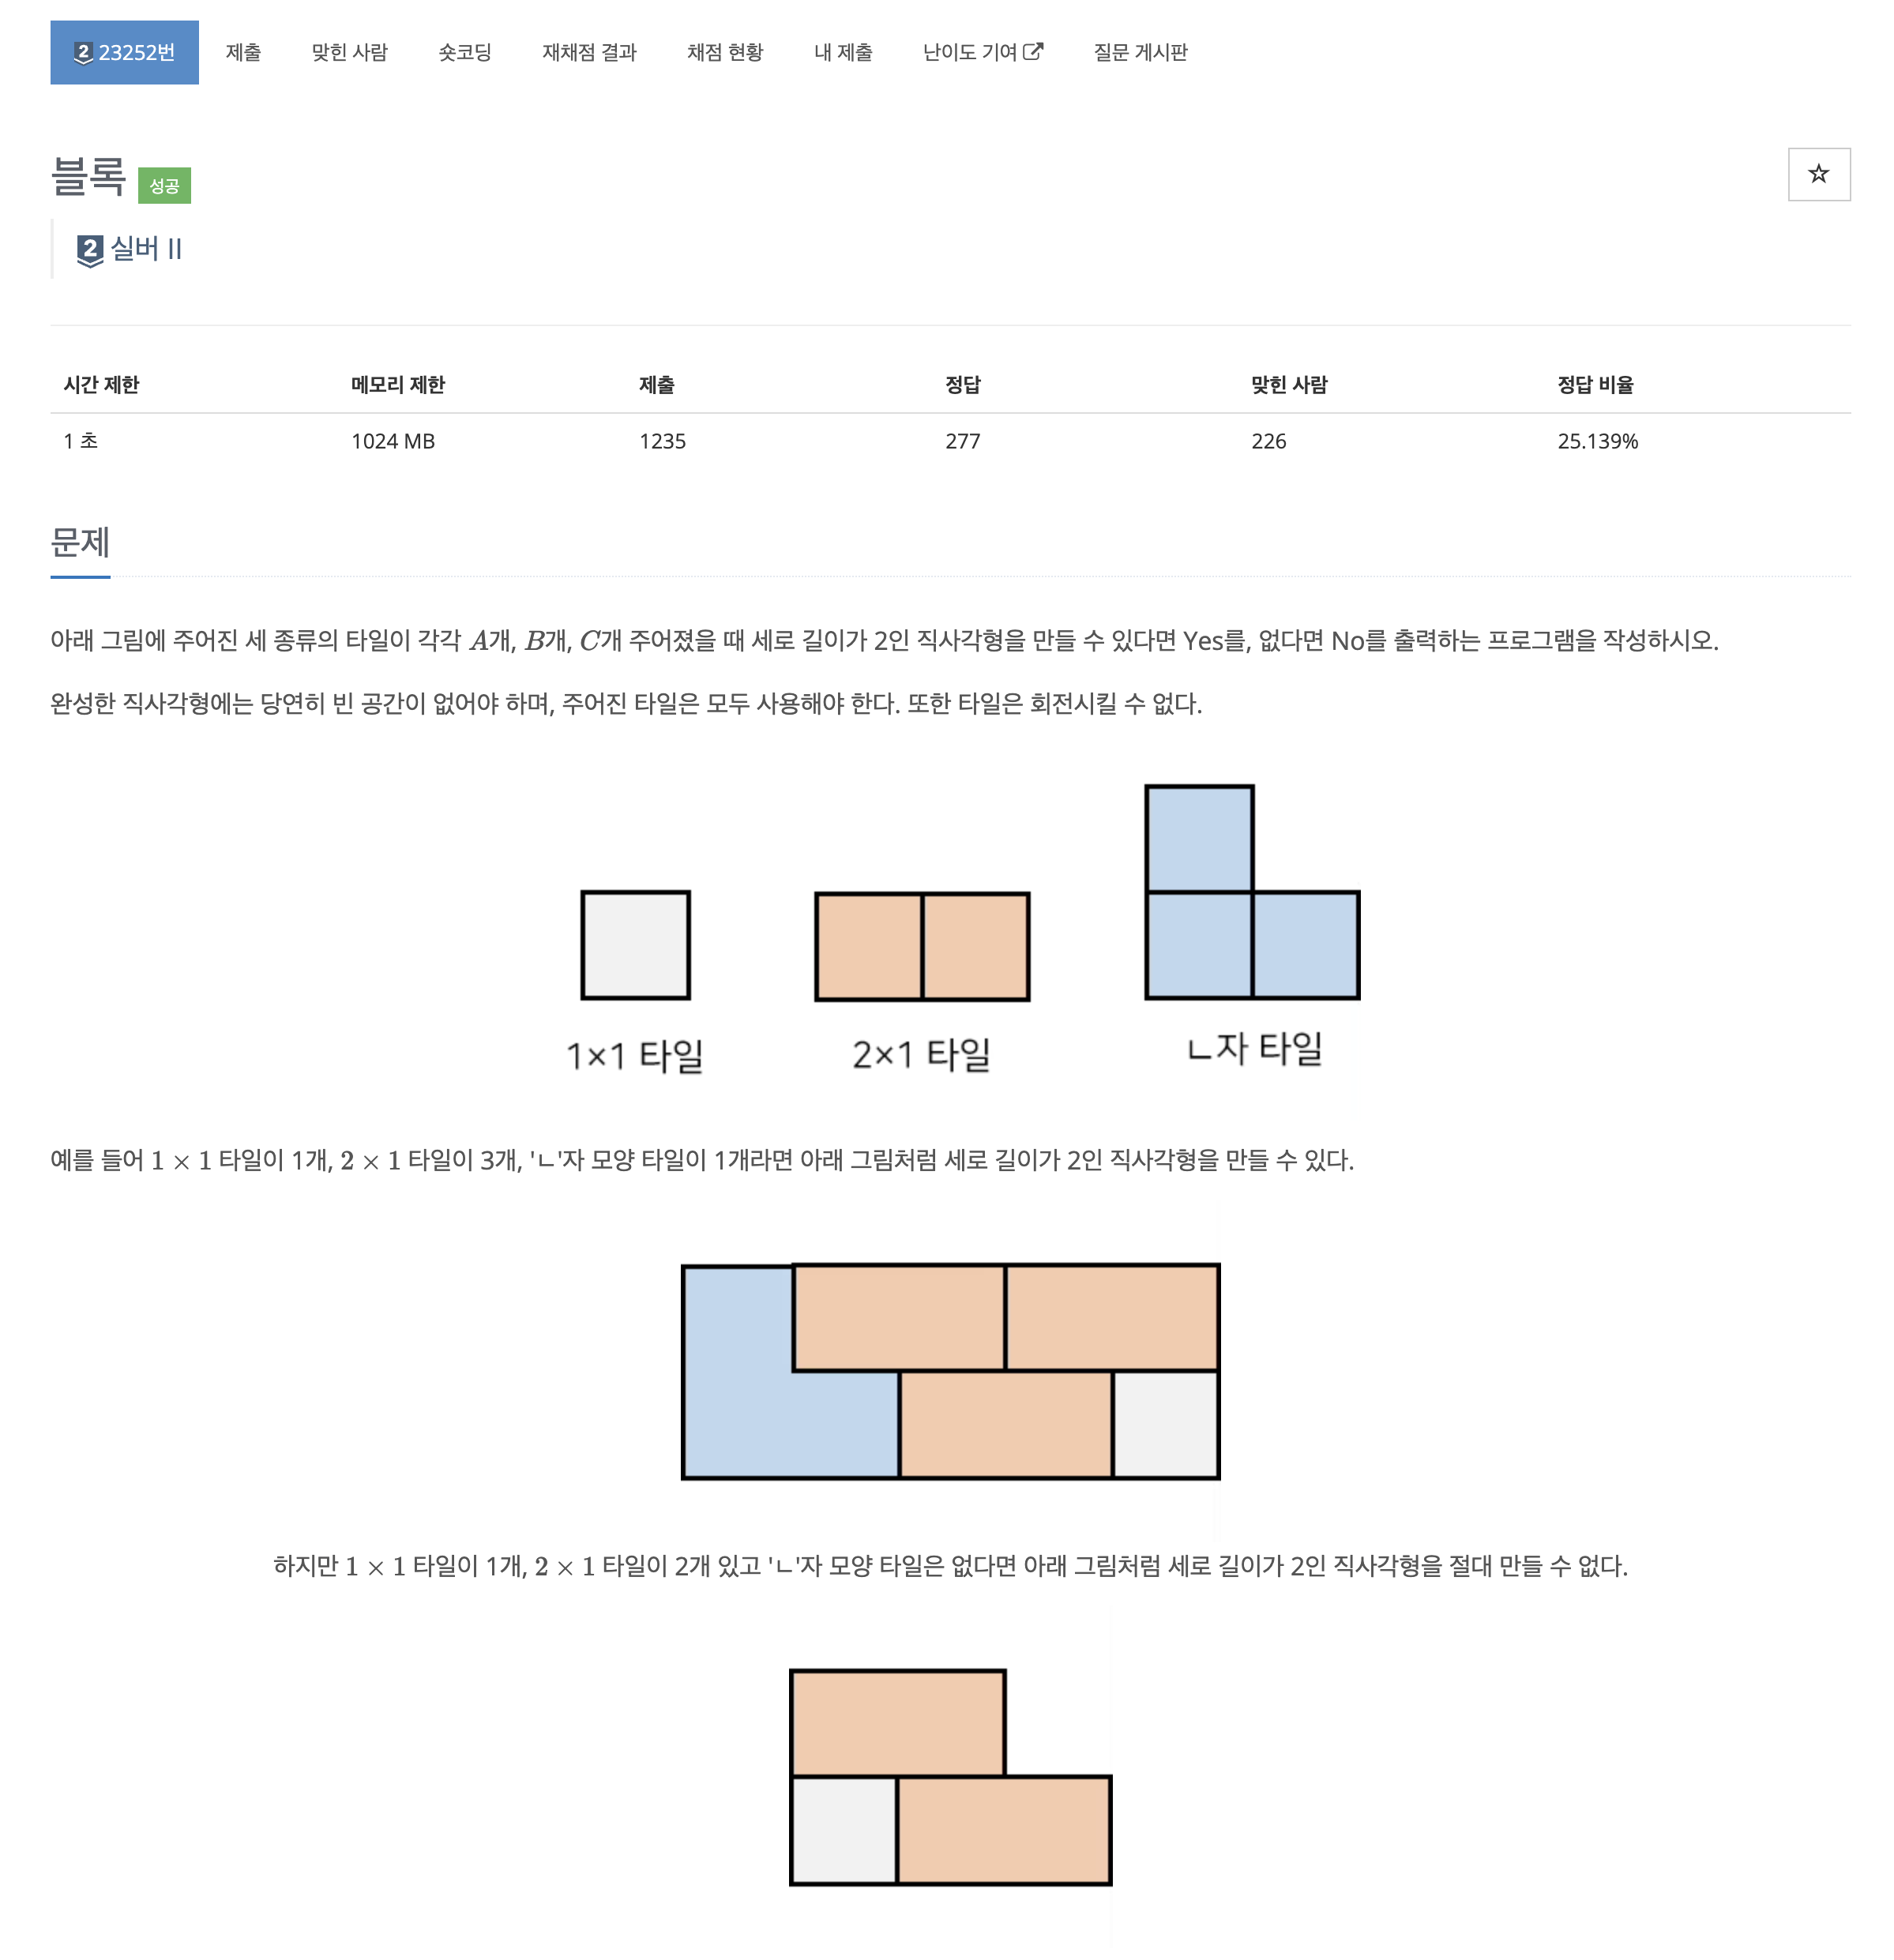 2 23252번 제출 맞힌 사람 숏코딩 재채점 결과 채점 현황 내 제출 난이도 기여 질문 게시판
블록 성공
2 실버 II
시간 제한 메모리 제한 제출 정답 맞힌 사람 정답 비율
1 초 1024 MB 1235 277 226 25.139%
문제
아래 그림에 주어진 세 종류의 타일이 각각 A개, B개, C개 주어졌을 때 세로 길이가 2인 직사각형을 만들 수 있다면 Yes를, 없다면 No를 출력하는 프로그램을 작성하시오.
완성한 직사각형에는 당연히 빈 공간이 없어야 하며, 주어진 타일은 모두 사용해야 한다. 또한 타일은 회전시킬 수 없다.
1×1 타일 2×1 타일 ㄴ자 타일
예를 들어 1 × 1 타일이 1개, 2 × 1 타일이 3개, 'ㄴ'자 모양 타일이 1개라면 아래 그림처럼 세로 길이가 2인 직사각형을 만들 수 있다.
하지만 1 × 1 타일이 1개, 2 × 1 타일이 2개 있고 'ㄴ'자 모양 타일은 없다면 아래 그림처럼 세로 길이가 2인 직사각형을 절대 만들 수 없다.